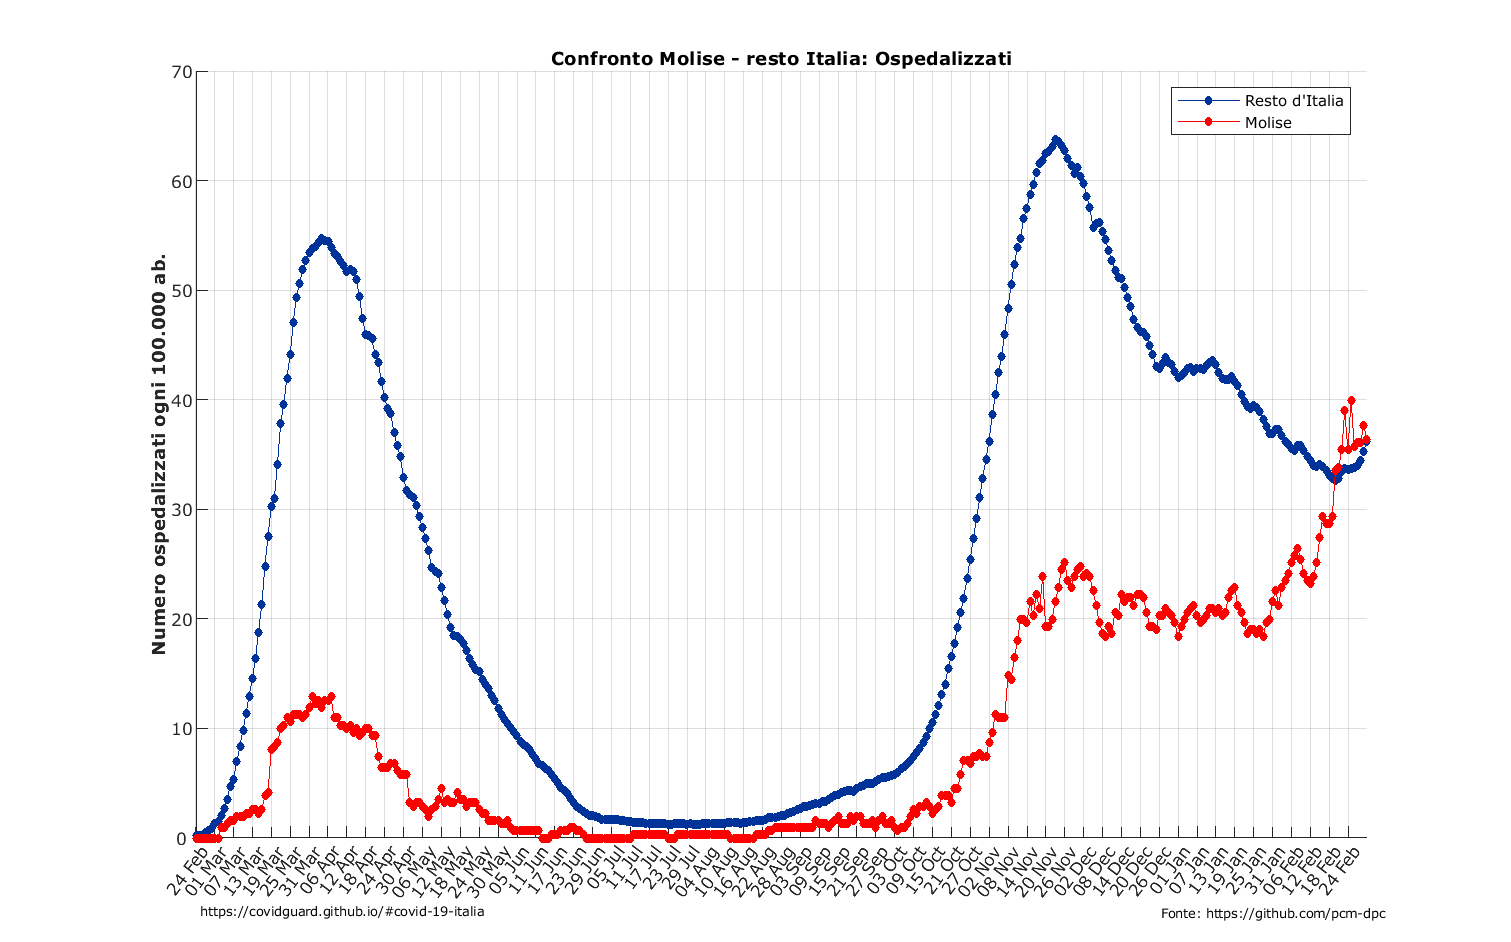 Confronto Molise - resto Italia: Ospedalizzati
Numero ospedalizzati ogni 100.000 ab.
70
60
50
40
30
20
10
0
Resto d'Italia
Molise
24 Feb
01 Mar
07 Mar
13 Mar
19 Mar
25 Mar
31 Mar
06 Apr
12 Apr
18 Apr
24 Apr
30 Apr
06 May
12 May
18 May
24 May
30 May
05 Jun
11 Jun
17 Jun
23 Jun
29 Jun
05 Jul
11 Jul
17 Jul
23 Jul
29 Jul
04 Aug
10 Aug
16 Aug
22 Aug
28 Aug
03 Sep
09 Sep
15 Sep
21 Sep
27 Sep
03 Oct
09 Oct
15 Oct
21 Oct
27 Oct
02 Nov
08 Nov
14 Nov
20 Nov
26 Nov
02 Dec
08 Dec
14 Dec
20 Dec
26 Dec
01 Jan
07 Jan
13 Jan
19 Jan
25 Jan
31 Jan
06 Feb
12 Feb
18 Feb
24 Feb
https://covidguard.github.io/#covid-19-italia
Fonte: https://github.com/pcm-dpc